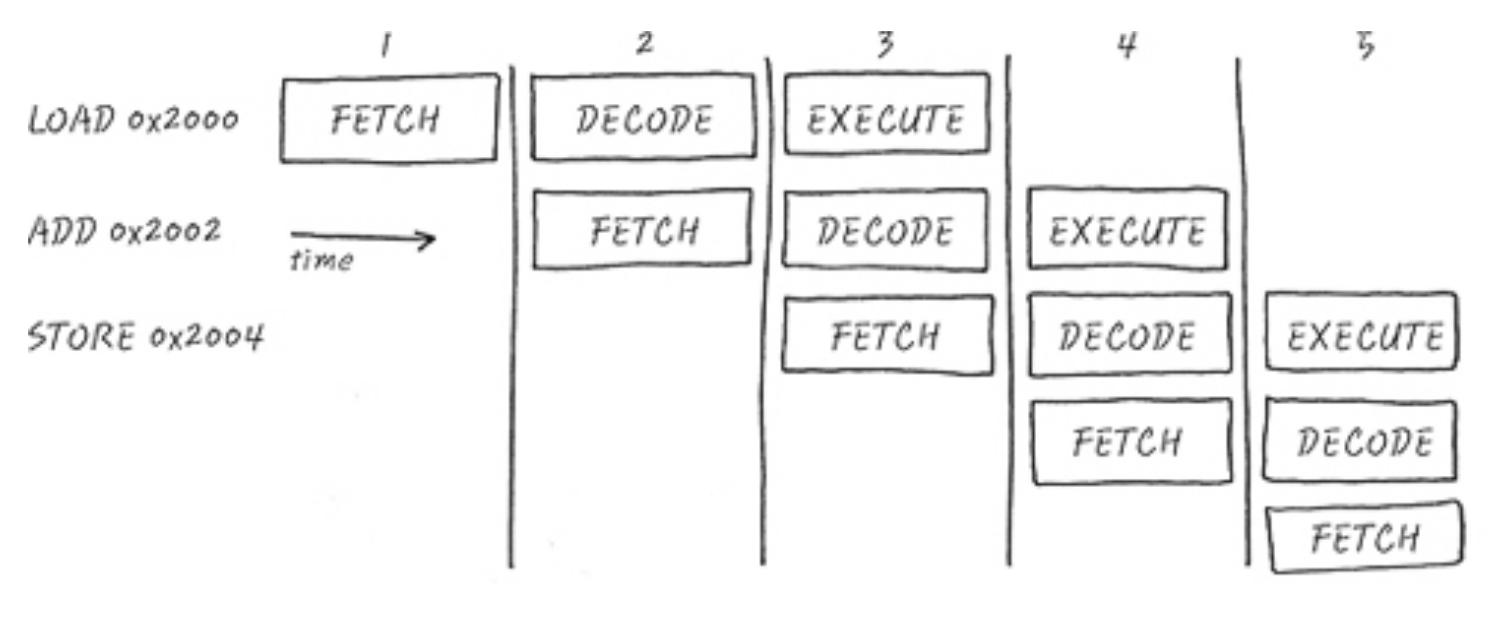 1 2 3 4 5
LOAD 0x2000 FETCH DECODE EXECUTE
ADD 0x2002 time FETCH DECODE EXECUTE
STORE 0x2004 FETCH DECODE EXECUTE
FETCH DECODE
FETCH